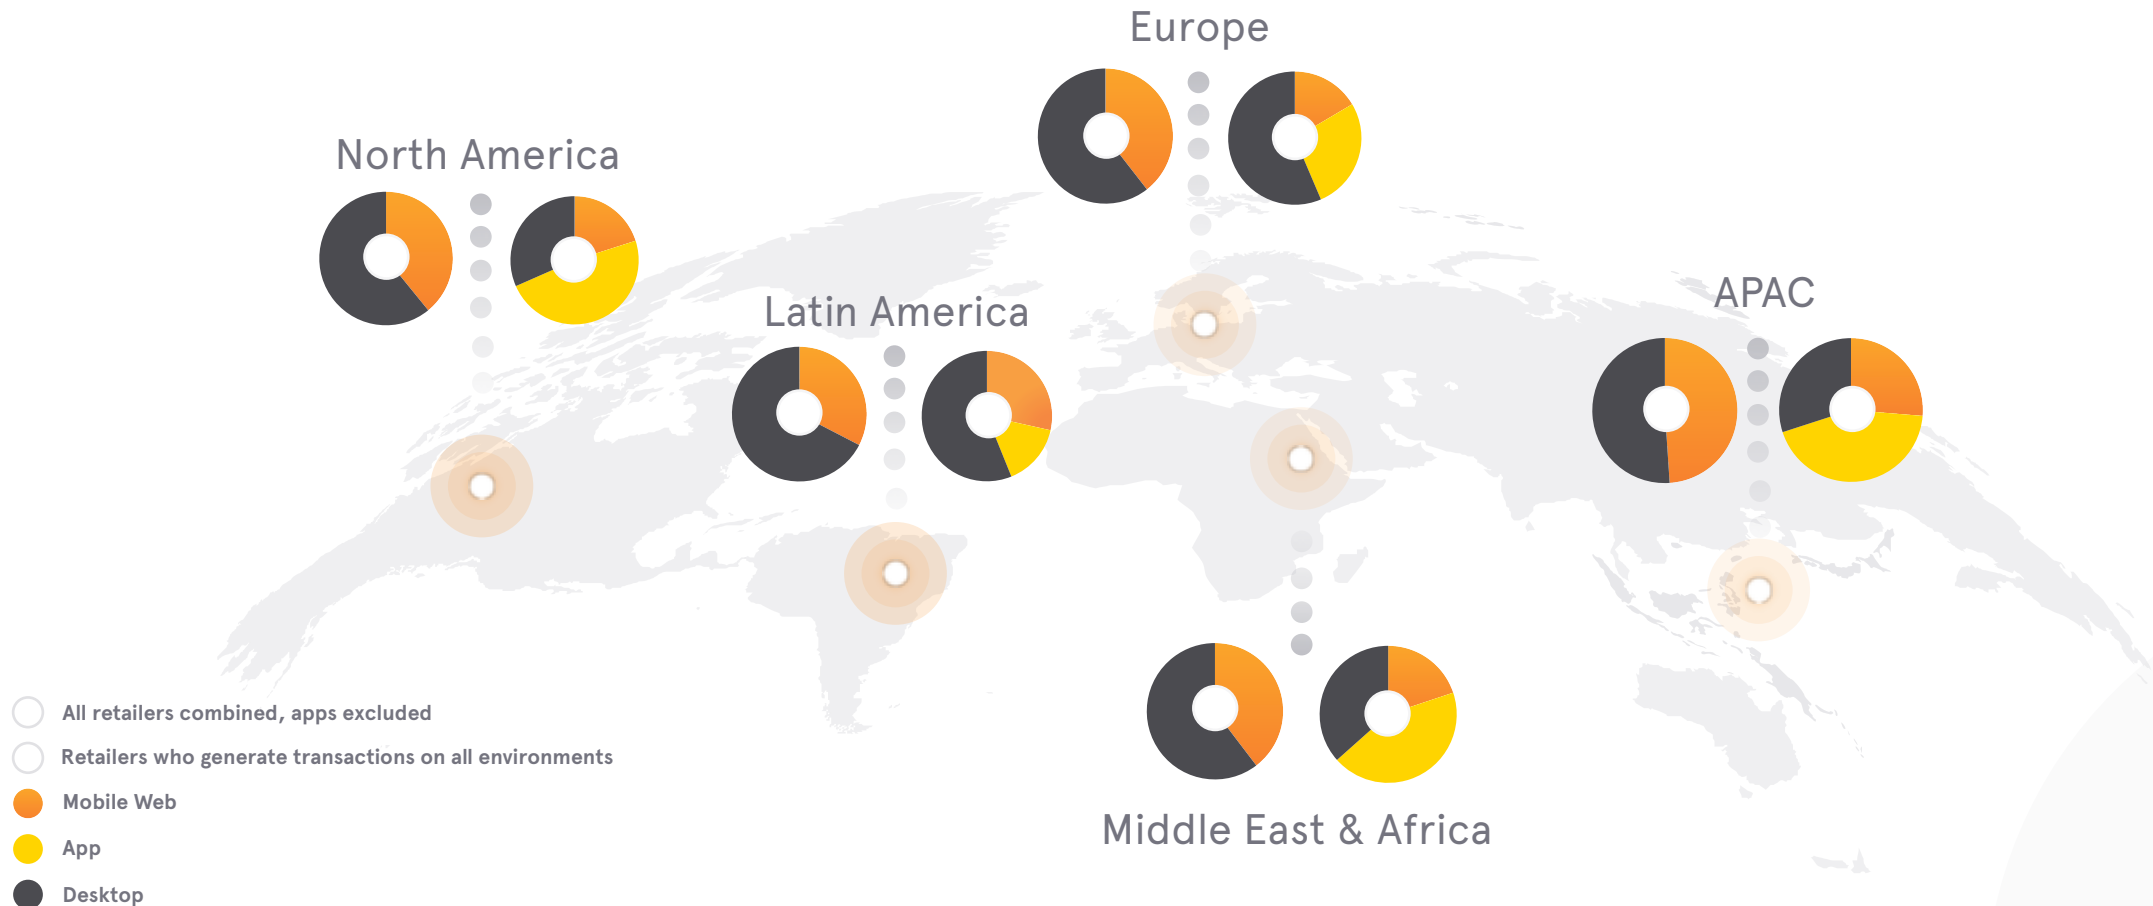 Europe
North America
APAC
Latin America
All retailers combined, apps excluded
Retailers who generate transactions on all environments
Mobile Web
App
Desktop
Middle East & Africa